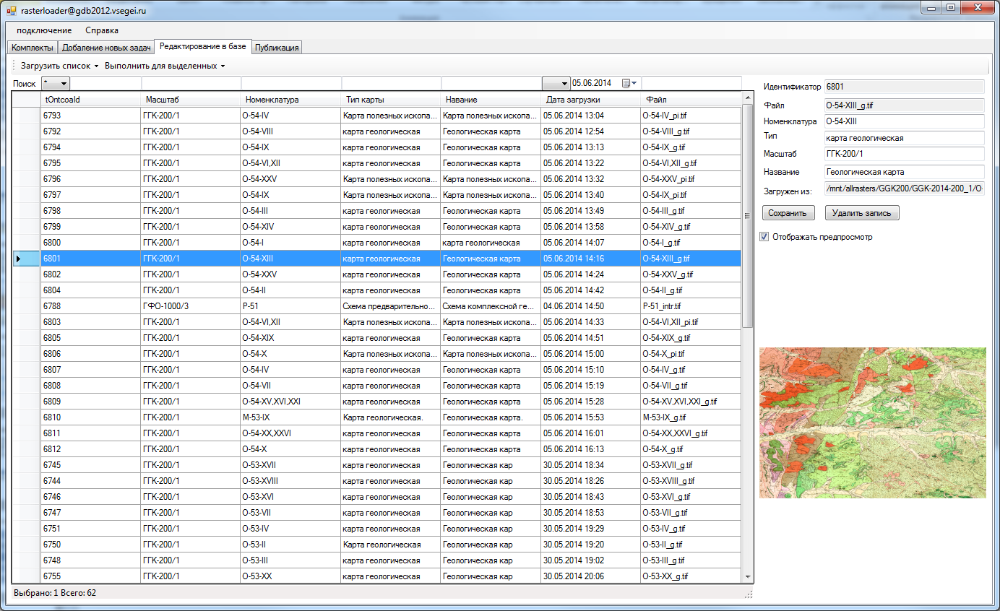 rasterloader@gdb2012.vsegei.ru
подключение Справка
Комплекты Добаление новых задач Редактирование в базе Публикация
Загрузить список Выполнить для выделенных
Поиск * 05.06.2014
tOntcoaId Масштаб Номенклатура Тип карты Навание Дата загрузки Файл
6793 ГГК-200/1 O-54-IV Карта полезных ископа... Карта полезных ископа... 05.06.2014 13:04 O-54-IV_pi.tif
6792 ГГК-200/1 O-54-VIII карта геологическая Геологическая карта 05.06.2014 12:54 O-54-VIII_g.tif
6794 ГГК-200/1 O-54-IX карта геологическая Геологическая карта 05.06.2014 13:13 O-54-IX_g.tif
6795 ГГК-200/1 O-54-VI,XII карта геологическая Геологическая карта 05.06.2014 13:22 O-54-VI,XII_g.tif
6796 ГГК-200/1 O-54-XXV Карта полезных ископа... Карта полезных ископа... 05.06.2014 13:32 O-54-XXV_pi.tif
6797 ГГК-200/1 O-54-IX Карта полезных ископа... Карта полезных ископа... 05.06.2014 13:40 O-54-IX_pi.tif
6798 ГГК-200/1 O-54-III карта геологическая Геологическая карта 05.06.2014 13:49 O-54-III_g.tif
6799 ГГК-200/1 O-54-XIV карта геологическая Геологическая карта 05.06.2014 13:58 O-54-XIV_g.tif
6800 ГГК-200/1 O-54-I карта геологическая карта геологическая 05.06.2014 14:07 O-54-I_g.tif
6801 ГГК-200/1 O-54-XIII карта геологическая Геологическая карта 05.06.2014 14:16 O-54-XIII_g.tif
6802 ГГК-200/1 O-54-XXV карта геологическая Геологическая карта 05.06.2014 14:24 O-54-XXV_g.tif
6804 ГГК-200/1 O-54-II карта геологическая Геологическая карта 05.06.2014 14:42 O-54-II_g.tif
6788 ГФО-1000/3 P-51 Схема предварительно... Схема комплексной ге... 04.06.2014 14:50 P-51_intr.tif
6803 ГГК-200/1 O-54-VI,XII Карта полезных ископа... Карта полезных ископа... 05.06.2014 14:33 O-54-VI,XII_pi.tif
6805 ГГК-200/1 O-54-XIX карта геологическая Геологическая карта 05.06.2014 14:51 O-54-XIX_g.tif
6806 ГГК-200/1 O-54-X Карта полезных ископа... Карта полезных ископа... 05.06.2014 15:00 O-54-X_pi.tif
6807 ГГК-200/1 O-54-IV карта геологическая Геологическая карта 05.06.2014 15:10 O-54-IV_g.tif
6808 ГГК-200/1 O-54-VII карта геологическая Геологическая карта 05.06.2014 15:19 O-54-VII_g.tif
6809 ГГК-200/1 O-54-XV,XVI,XXI карта геологическая Геологическая карта 05.06.2014 15:28 O-54-XV,XVI,XXI_g.tif
6810 ГГК-200/1 M-53-IX Карта геологическая. Геологическая карта. 05.06.2014 15:53 M-53-IX_g.tif
6811 ГГК-200/1 O-54-XX,XXVI карта геологическая Геологическая карта 05.06.2014 16:01 O-54-XX,XXVI_g.tif
6812 ГГК-200/1 O-54-X карта геологическая Геологическая карта 05.06.2014 16:13 O-54-X_g.tif
6745 ГГК-200/1 O-53-XVII карта геологическая Геологическая кар 30.05.2014 18:34 O-53-XVII_g.tif
6744 ГГК-200/1 O-53-XVIII карта геологическая Геологическая кар 30.05.2014 18:26 O-53-XVIII_g.tif
6746 ГГК-200/1 O-53-XVI карта геологическая Геологическая кар 30.05.2014 18:43 O-53-XVI_g.tif
6747 ГГК-200/1 O-53-VII карта геологическая Геологическая кар 30.05.2014 18:53 O-53-VII_g.tif
6751 ГГК-200/1 O-53-IV карта геологическая Геологическая кар 30.05.2014 19:29 O-53-IV_g.tif
6750 ГГК-200/1 O-53-II Карта геологическая Геологическая кар 30.05.2014 19:20 O-53-II_g.tif
6748 ГГК-200/1 O-53-III карта геологическая Геологическая кар 30.05.2014 19:02 O-53-III_g.tif
6755 ГГК-200/1 O-53-XX карта геологическая Геологическая кар 30.05.2014 20:06 O-53-XX_g.tif
Выбрано: 1 Всего: 62
Идентификатор 6801
Файл O-54-XIII_g.tif
Номенклатура O-54-XIII
Тип карта геологическая
Масштаб ГГК-200/1
Название Геологическая карта
Загружен из: /mnt/allrasters/GGK200/GGK-2014-200_1/O-
Сохранить Удалить запись
Отображать предпросмотр